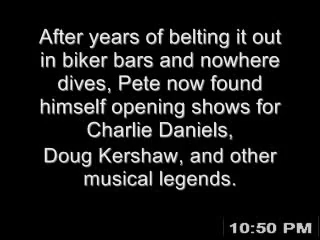 After years of belting it out
in biker bars and nowhere
dives, Pete now found
himself opening shows for
Charlie Daniels,
Doug Kershaw, and other
musical legends.
10:50 PM